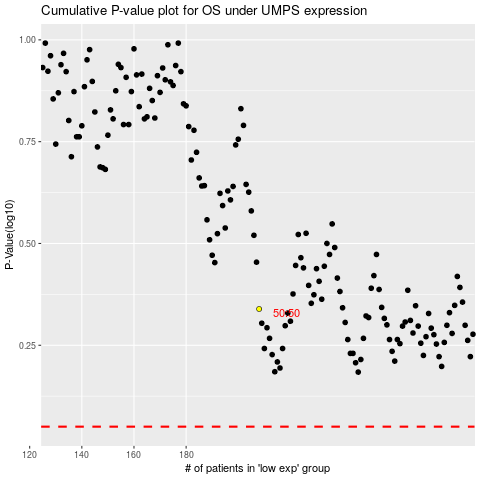 Cumulative P-value plot for OS under UMPS expression
P-Value(log10)
1.00
0.75
0.50
0.25
50:50
120 140 160 180
# of patients in 'low exp' group